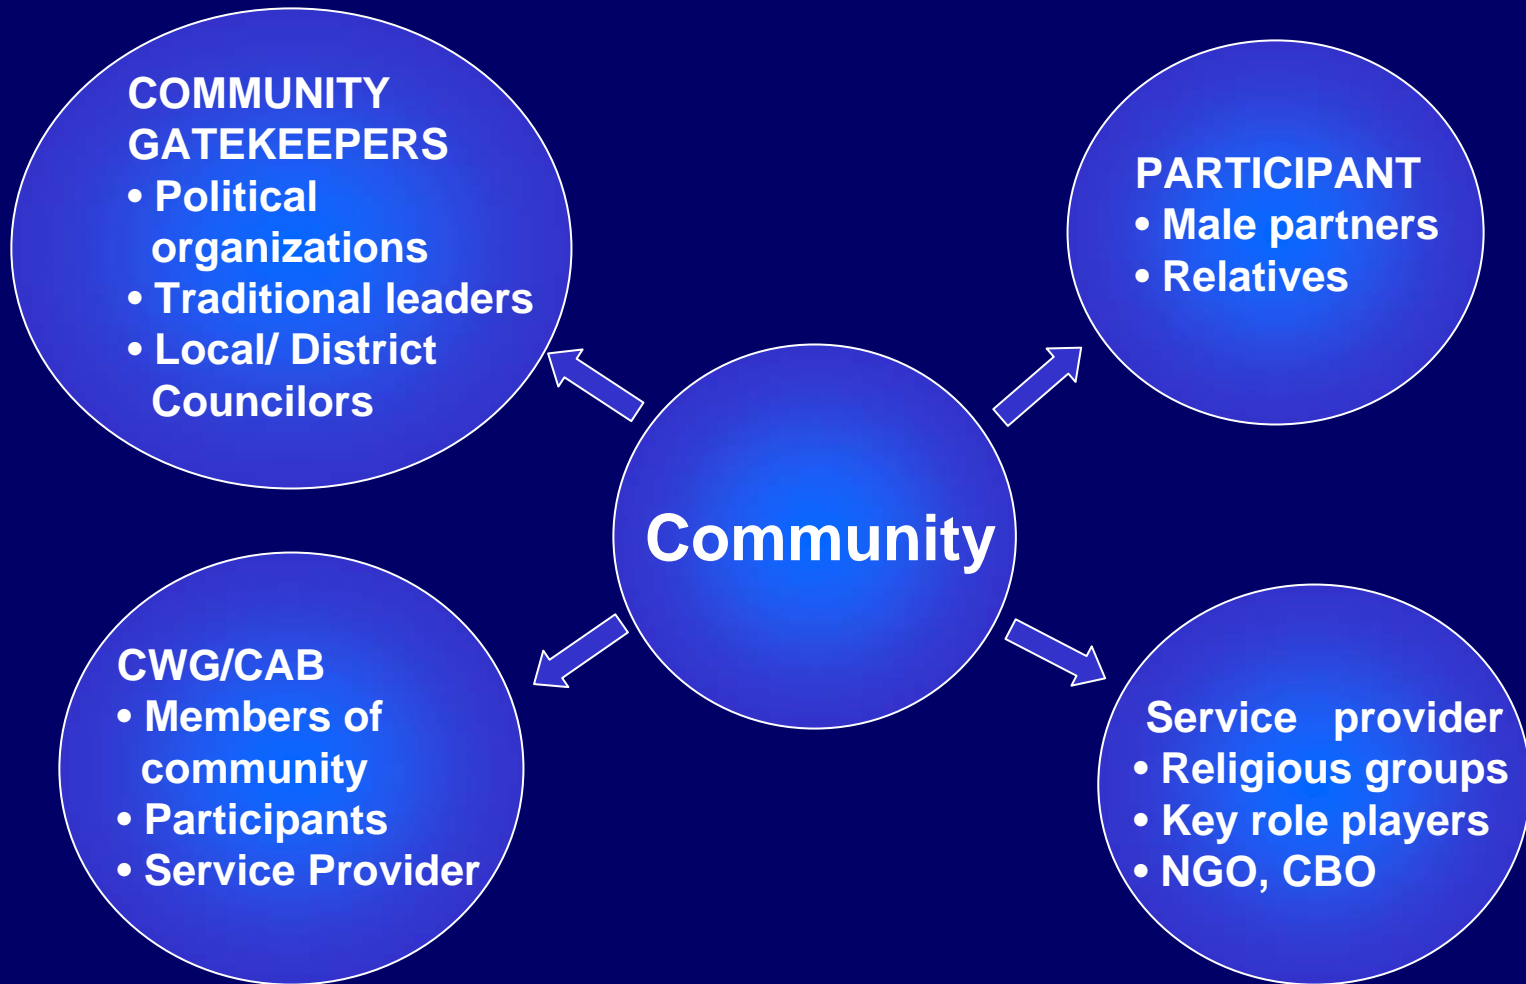 COMMUNITY
GATEKEEPERS
• Political
organizations
• Traditional leaders
• Local/ District
Councilors
PARTICIPANT
• Male partners
• Relatives
Community
CWG/CAB
• Members of
community
• Participants
• Service Provider
Service provider
• Religious groups
• Key role players
• NGO, CBO